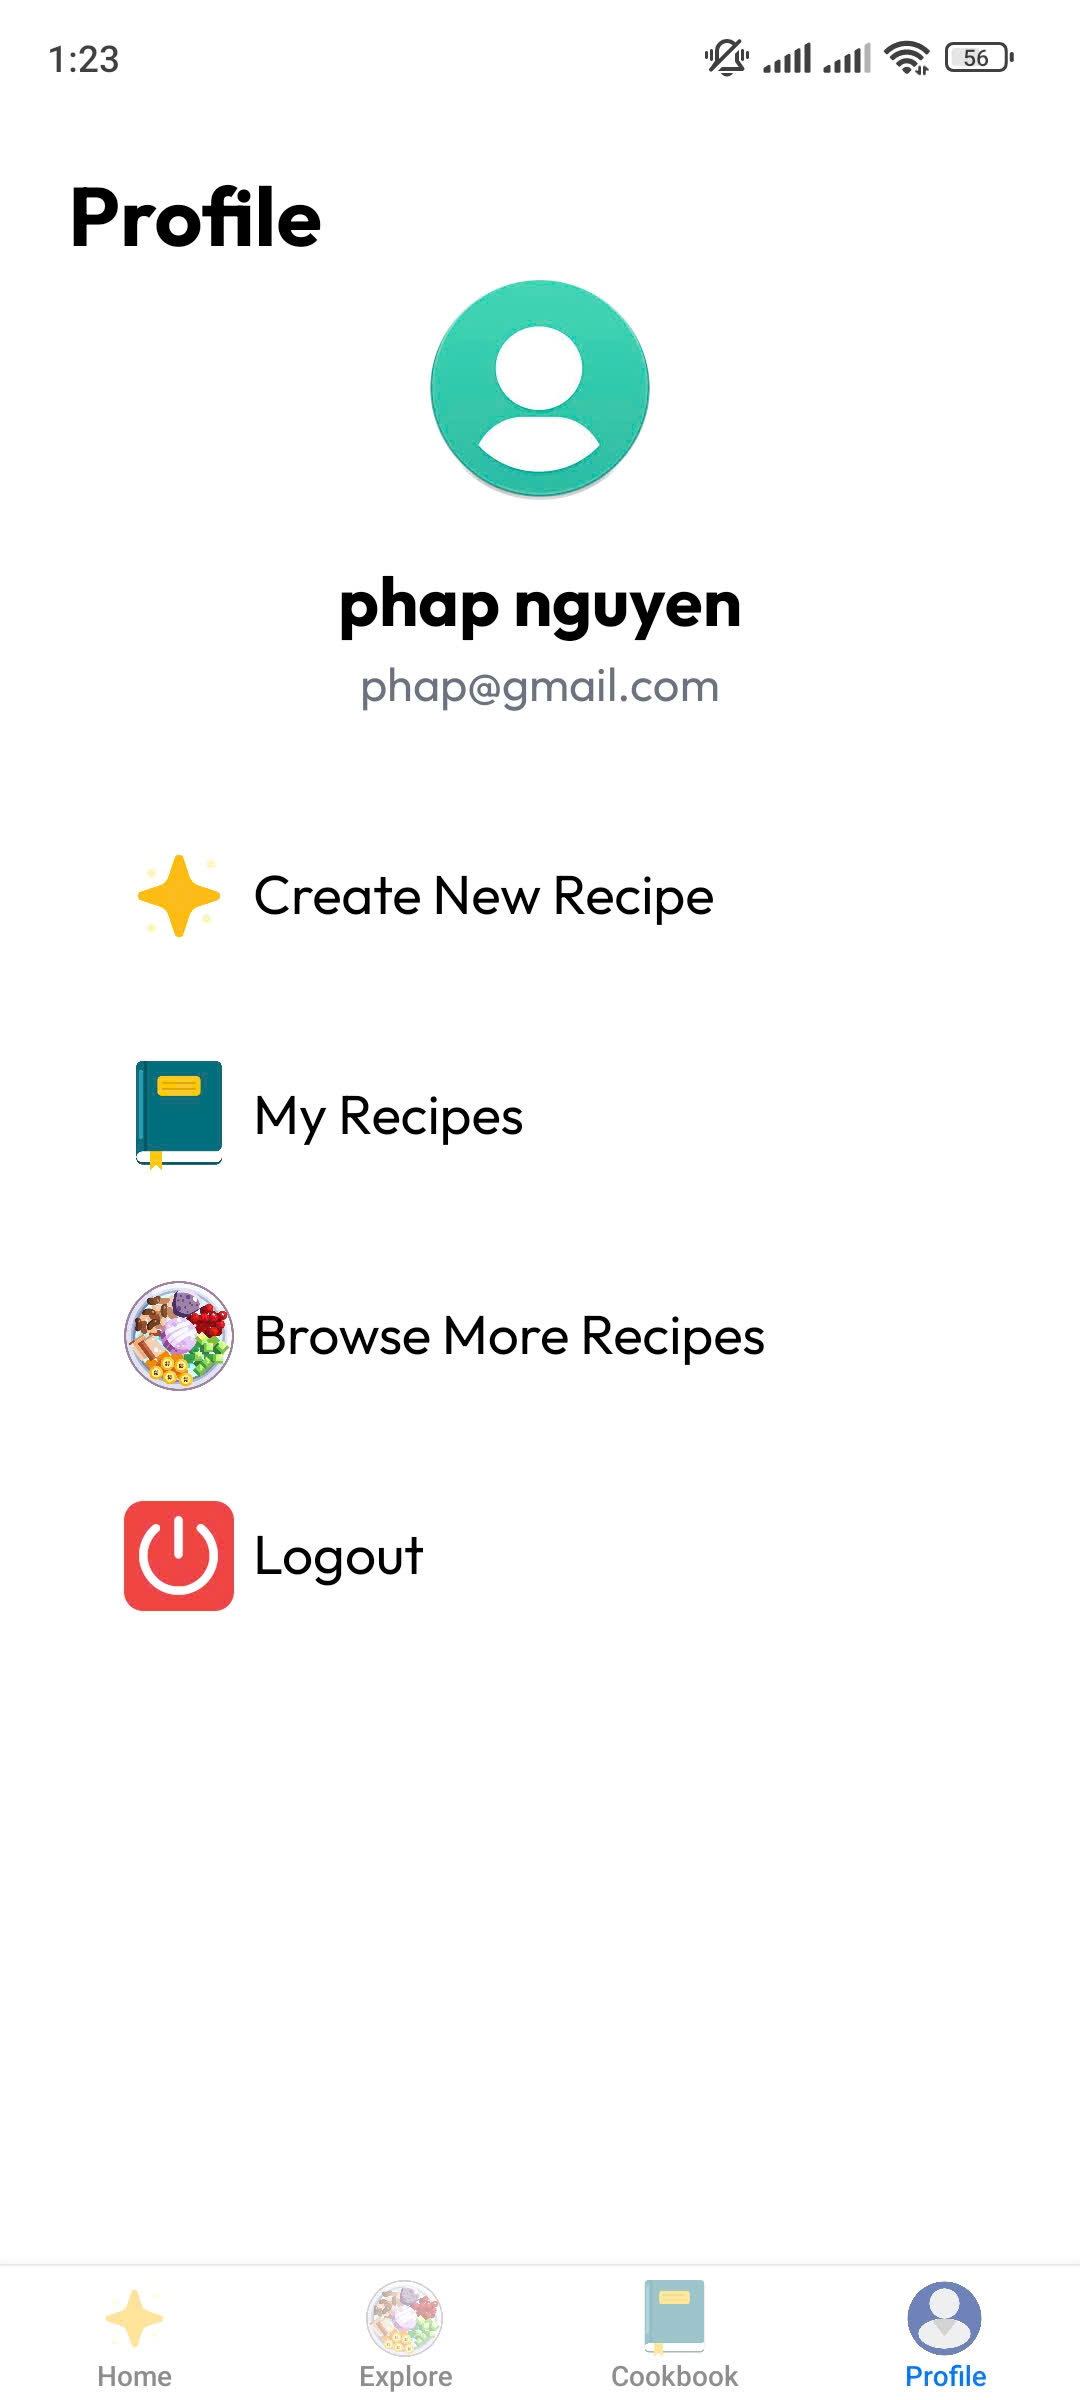 1:23
56
Profile
phap nguyen
phap@gmail.com
Create New Recipe
My Recipes
Browse More Recipes
Logout
Home
Explore
Cookbook
Profile